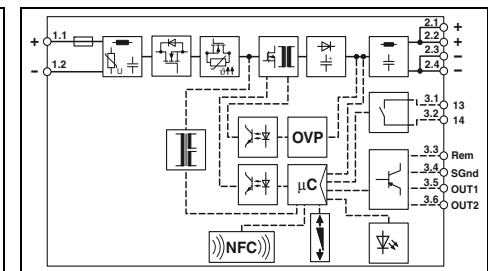 + 1.1
− 1.2
U
ϑ
2.1 +
2.2 +
2.3 −
2.4 −
3.1 13
3.2 14
OVP
µC
3.3 Rem
3.4 SGnd
3.5 OUT1
3.6 OUT2
NFC